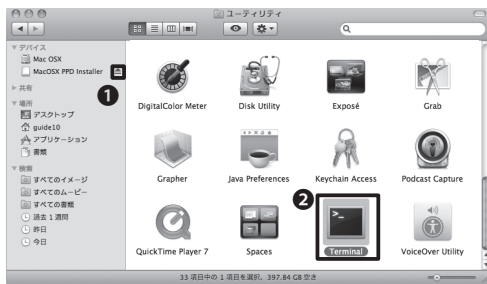 ユーティリティ
▼デバイス
Mac OSX
MacOSX PPD Installer
❶
▶共有
▼場所
デスクトップ
guide10
アプリケーション
書類
▼検索
すべてのイメージ
すべてのムービー
すべての書類
過去 1 週間
昨日
今日
DigitalColor Meter
Disk Utility
Exposé
Grab
Grapher
Java Preferences
Keychain Access
Podcast Capture
❷
QuickTime Player 7
Spaces
>_
Terminal
VoiceOver Utility
33 項目中の 1 項目を選択、397.84 GB 空き